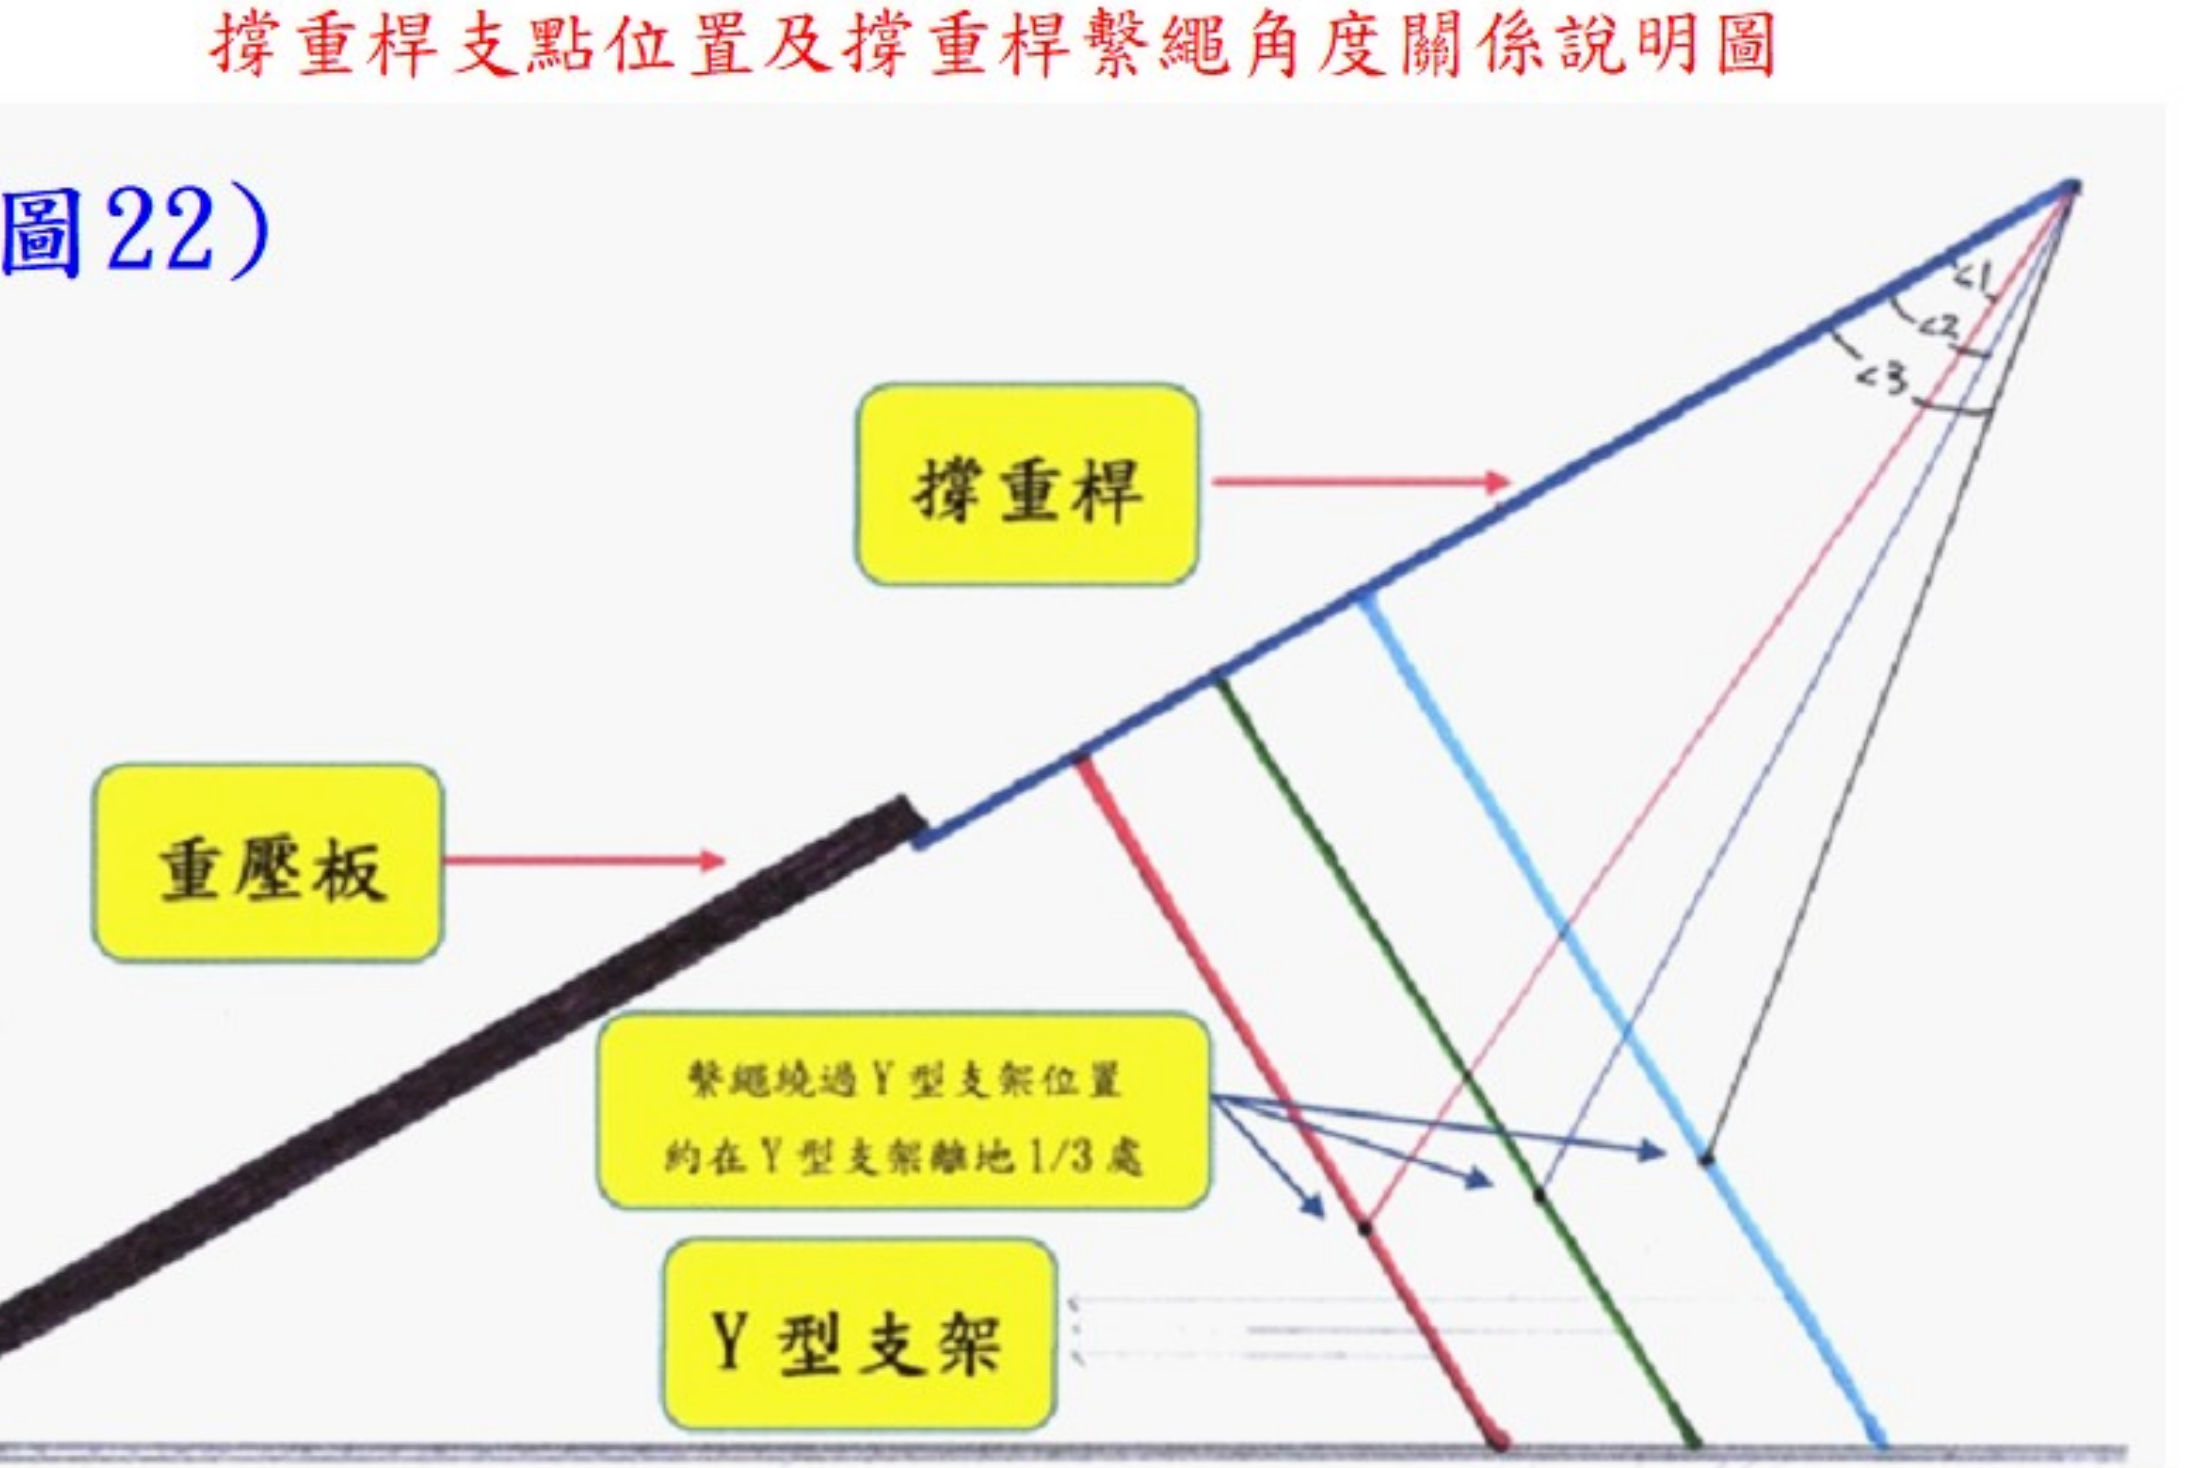 撐重桿支點位置及撐重桿繫繩角度關係說明圖
圖22)
<1
<2
<3
撐重桿
重壓板
繫繩繞過Y型支架位置
約在Y型支架離地1/3處
Y型支架